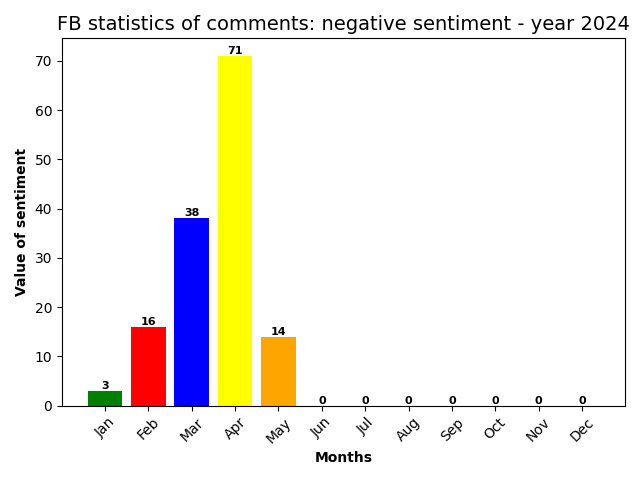 FB statistics of comments: negative sentiment - year 2024
Value of sentiment
70
60
50
40
30
20
10
0
3
16
38
71
14
0
0
0
0
0
0
0
Jan
Feb
Mar
Apr
May
Jun
Jul
Aug
Sep
Oct
Nov
Dec
Months